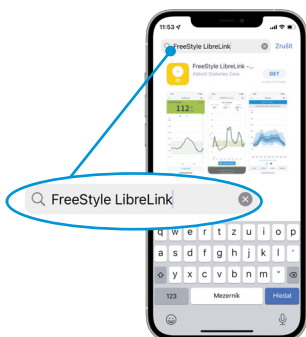 11:53
FreeStyle LibreLink
Zrušit
FreeStyle LibreLink - ...
Abbott Diabetes Care
GET
112
FreeStyle LibreLink
q w e r t z u i o p
a s d f g h j k l ´
y x c v b n m ˇ
123
Mezerník
Hledat